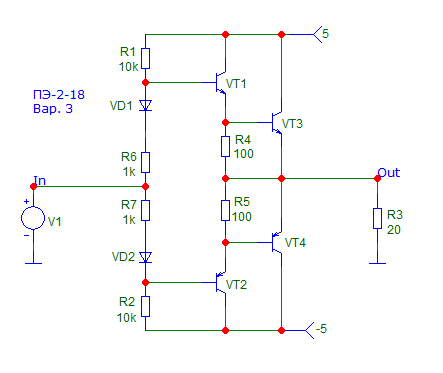 5
R1
10k
VT1
ПЭ-2-18
Вар. 3
VD1
VT3
R4
100
R6
1k
In
Out
R7
1k
V1
R5
100
R3
20
VT4
VD2
VT2
R2
10k
-5